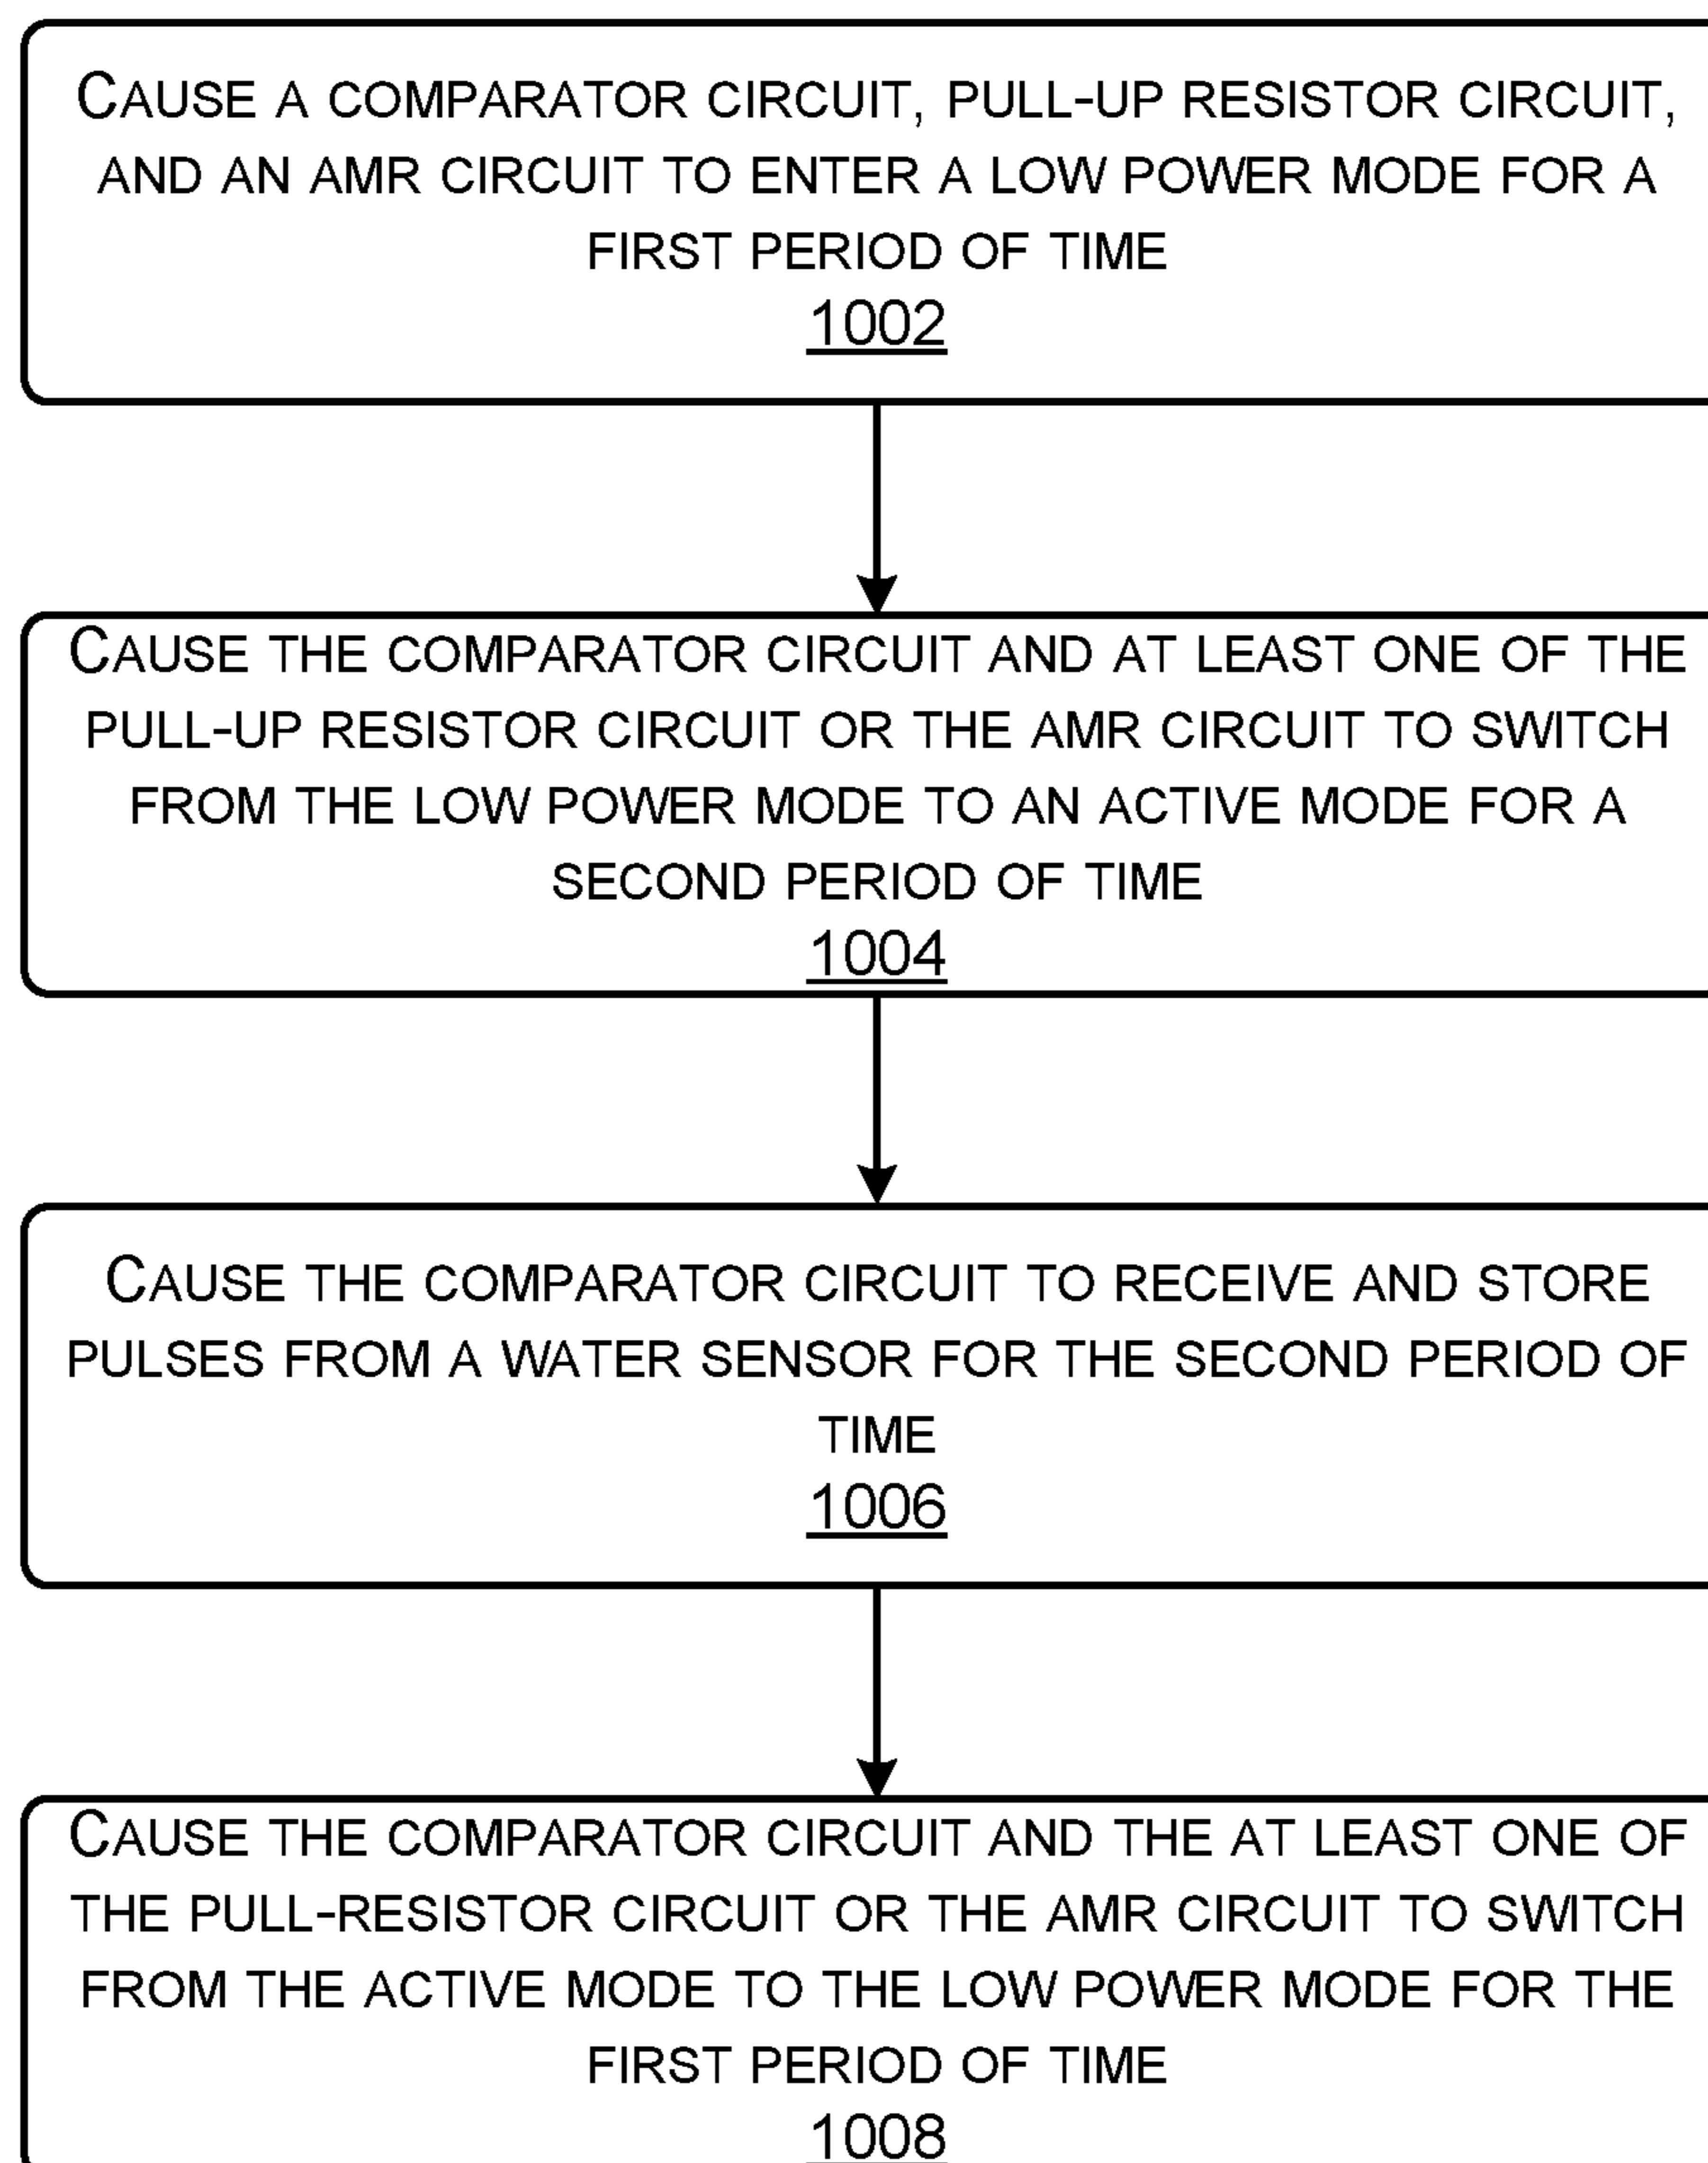 CAUSE A COMPARATOR CIRCUIT, PULL-UP RESISTOR CIRCUIT,
AND AN AMR CIRCUIT TO ENTER A LOW POWER MODE FOR A
FIRST PERIOD OF TIME
1002
CAUSE THE COMPARATOR CIRCUIT AND AT LEAST ONE OF THE
PULL-UP RESISTOR CIRCUIT OR THE AMR CIRCUIT TO SWITCH
FROM THE LOW POWER MODE TO AN ACTIVE MODE FOR A
SECOND PERIOD OF TIME
1004
CAUSE THE COMPARATOR CIRCUIT TO RECEIVE AND STORE
PULSES FROM A WATER SENSOR FOR THE SECOND PERIOD OF
TIME
1006
CAUSE THE COMPARATOR CIRCUIT AND THE AT LEAST ONE OF
THE PULL-RESISTOR CIRCUIT OR THE AMR CIRCUIT TO SWITCH
FROM THE ACTIVE MODE TO THE LOW POWER MODE FOR THE
FIRST PERIOD OF TIME
1008